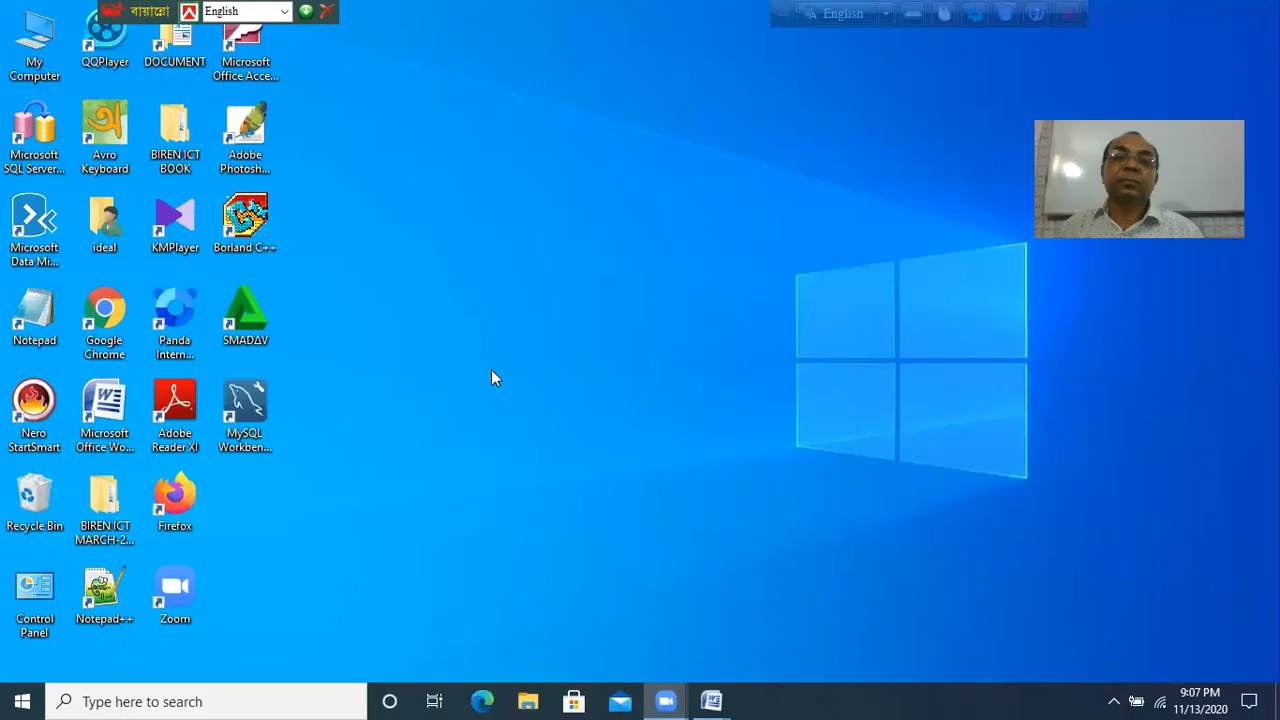 বায়ান্নো
English
English
My
Computer
QQPlayer
DOCUMENT
Microsoft
Office Acce...
Microsoft
SQL Server...
Avro
Keyboard
BIREN ICT
BOOK
Adobe
Photosh...
Microsoft
Data Mi...
ideal
KMPlayer
Borland C++
Notepad
Google
Chrome
Panda
Intern...
SMADΔV
Nero
StartSmart
Microsoft
Office Wo...
Adobe
Reader XI
MySQL
Workben...
Recycle Bin
BIREN ICT
MARCH-2...
Firefox
Control
Panel
Notepad++
Zoom
Type here to search
9:07 PM
11/13/2020